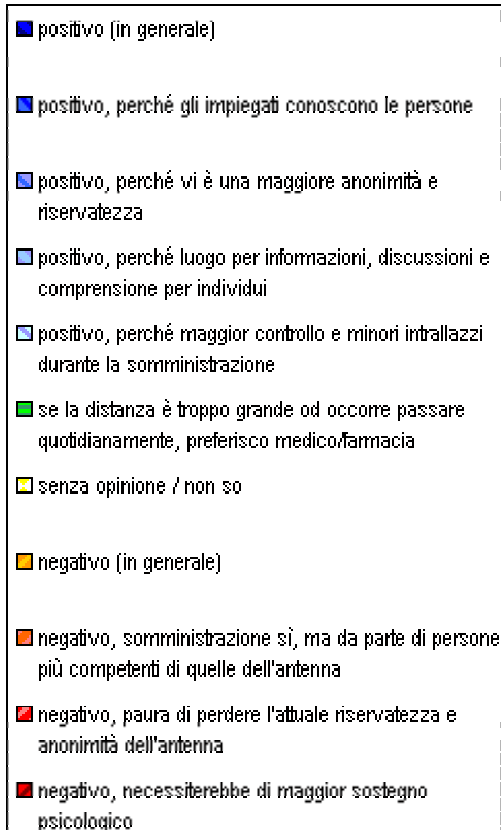 positivo (in generale)
positivo, perché gli impiegati conoscono le persone
positivo, perché vi è una maggiore anonimità e
riservatezza
positivo, perché luogo per informazioni, discussioni e
comprensione per individui
positivo, perché maggior controllo e minori intrallazzi
durante la somministrazione
se la distanza è troppo grande od occorre passare
quotidianamente, preferisco medico/farmacia
senza opinione / non so
negativo (in generale)
negativo, somministrazione sì, ma da parte di persone
più competenti di quelle dell'antenna
negativo, paura di perdere l'attuale riservatezza e
anonimità dell'antenna
negativo, necessiterebbe di maggior sostegno
psicologico